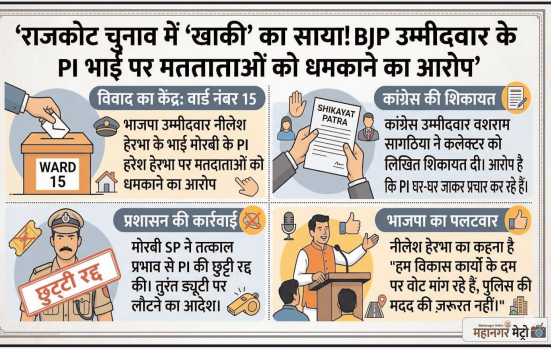 'राजकोट चुनाव में 'खाकी' का साया! BJP उम्मीदवार के
PI भाई पर मतताताओं को धमकाने का आरोप'
विवाद का केंद्र: वार्ड नंबर 15
भाजपा उम्मीदवार नीलेश
हेरभा के भाई मोरबी के PI
हरेश हेरभा पर मतदाताओं को
धमकाने का आरोप
WARD
15
कांग्रेस की शिकायत
SHIKAYAT
PATRA
कांग्रेस उम्मीदवार वशराम
सागठिया ने कलेक्टर को
लिखित शिकायत दी। आरोप है
कि PI घर-घर जाकर प्रचार कर रहे हैं।
प्रशासन की कार्रवाई
छुट्टी रद्द
मोरबी SP ने तत्काल
प्रभाव से PI की छुट्टी रद्द
की। तुरंत ड्यूटी पर
लौटने का आदेश।
भाजपा का पलटवार
नीलेश हेरभा का कहना है
"हम विकास कार्यो के दम
पर वोट मांग रहे हैं, पुलिस की
मदद की ज़रूरत नहीं।"
महानगर मेट्रो